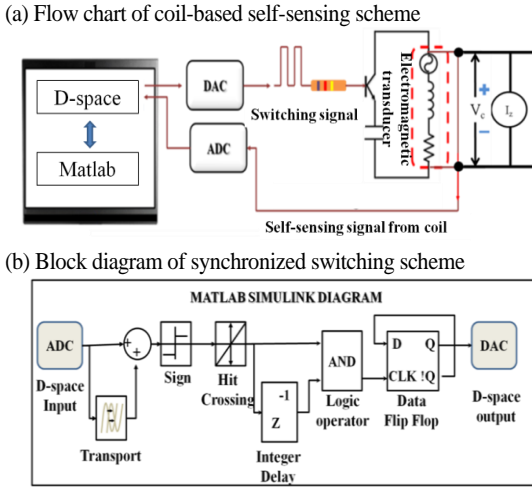 (a) Flow chart of coil-based self-sensing scheme
D-space
Matlab
DAC
ADC
Switching signal
Electromagnetic
transducer
+
Vc
−
Iz
Self-sensing signal from coil
(b) Block diagram of synchronized switching scheme
MATLAB SIMULINK DIAGRAM
ADC
D-space
Input
Transport
+
+
Sign
Hit
Crossing
-1
Z
Integer
Delay
AND
Logic
operator
D Q
CLK !Q
Data
Flip Flop
DAC
D-space
output